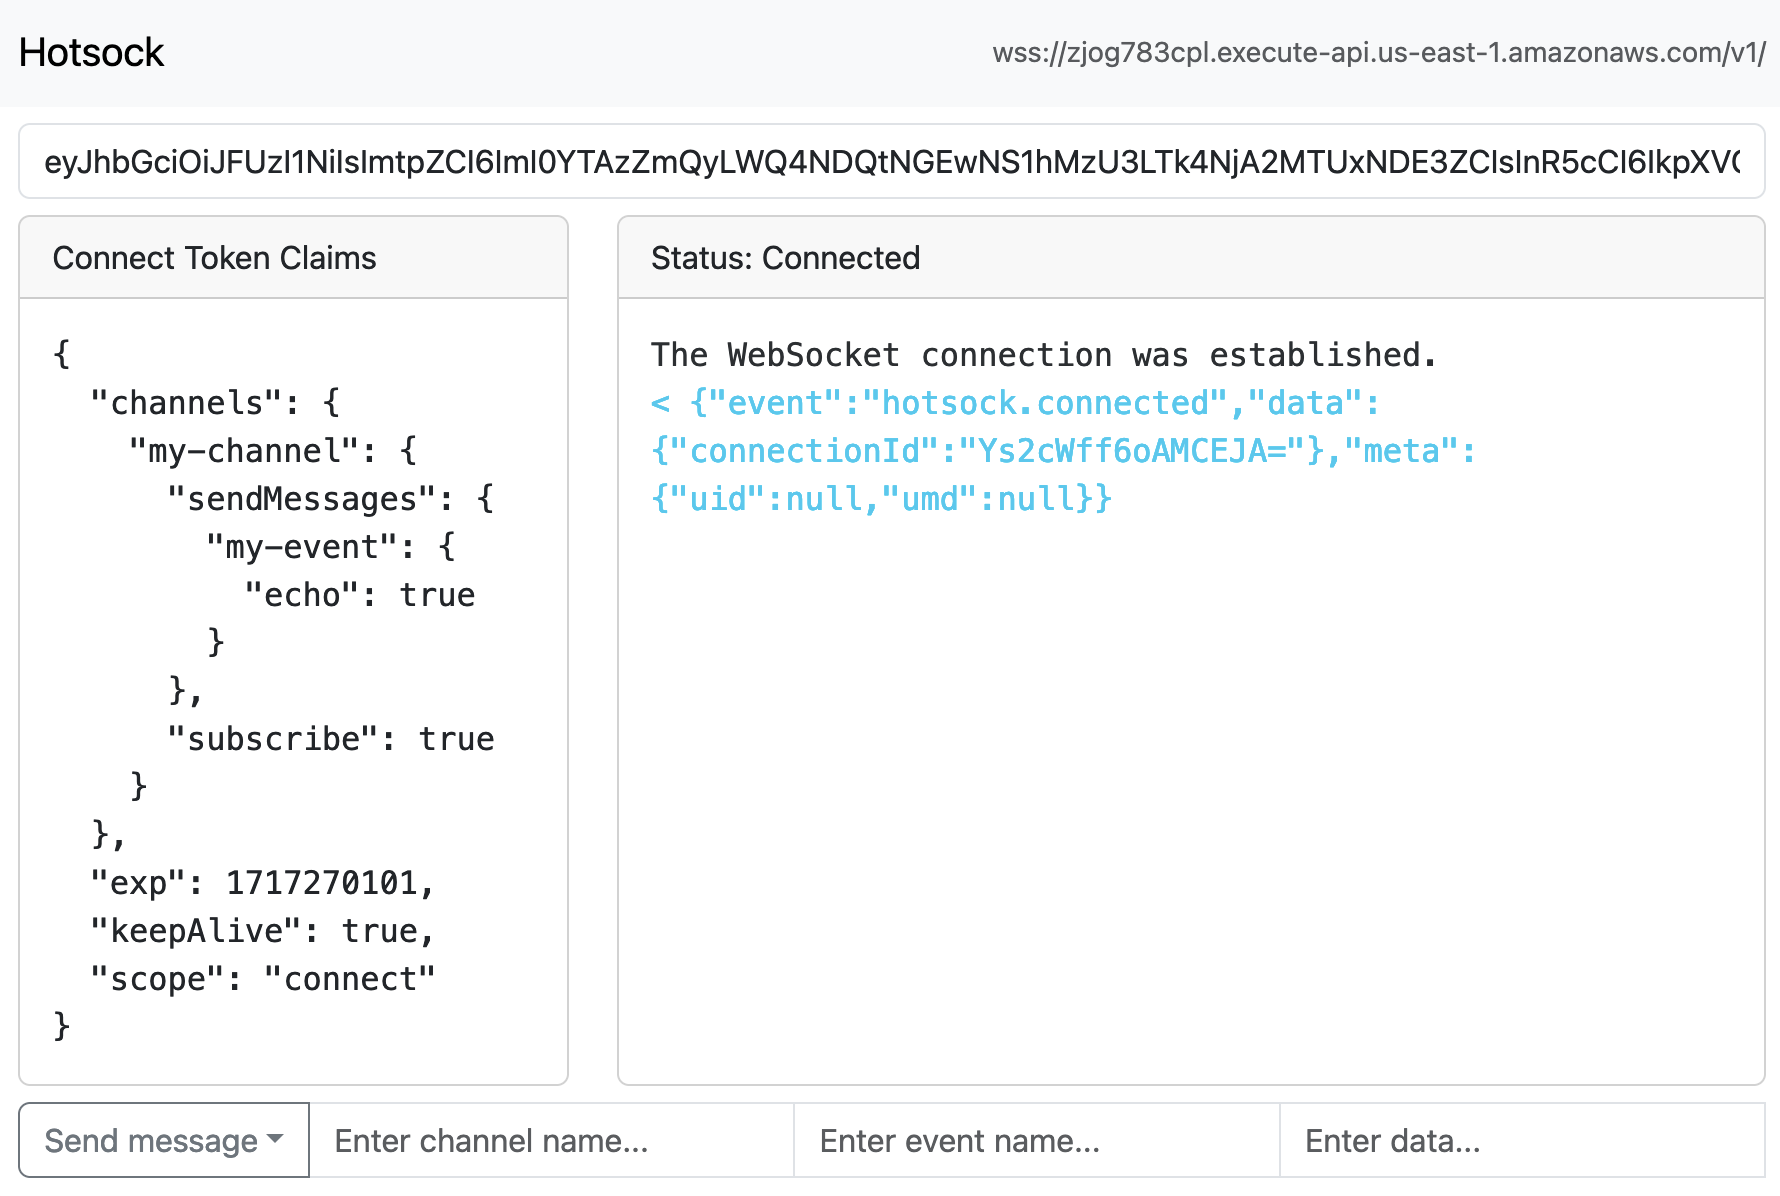 Hotsock
wss://zjog783cpl.execute-api.us-east-1.amazonaws.com/v1/
eyJhbGciOiJFUzI1NiIsImtpZCI6ImI0YTAzZmQyLWQ4NDQtNGEwNS1hMzU3LTk4NjA2MTUxNDE3ZCIsInR5cCI6IkpXVC
Connect Token Claims
{
  "channels": {
    "my-channel": {
      "sendMessages": {
        "my-event": {
          "echo": true
        }
      },
      "subscribe": true
    }
  },
  "exp": 1717270101,
  "keepAlive": true,
  "scope": "connect"
}
Status: Connected
The WebSocket connection was established.
< {"event":"hotsock.connected","data":
{"connectionId":"Ys2cWff6oAMCEJA="},"meta":
{"uid":null,"umd":null}}
Send message
Enter channel name...
Enter event name...
Enter data...